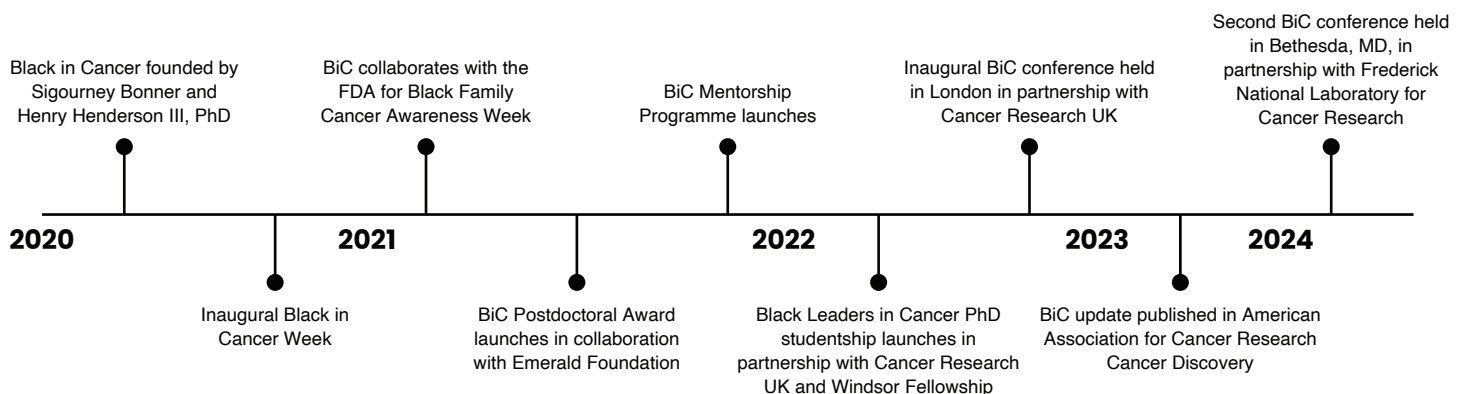 Black in Cancer founded by
Sigourney Bonner and
Henry Henderson III, PhD
BiC collaborates with the
FDA for Black Family
Cancer Awareness Week
BiC Mentorship
Programme launches
Inaugural BiC conference held
in London in partnership with
Cancer Research UK
Second BiC conference held
in Bethesda, MD, in
partnership with Frederick
National Laboratory for
Cancer Research
2020
2021
2022
2023
2024
Inaugural Black in
Cancer Week
BiC Postdoctoral Award
launches in collaboration
with Emerald Foundation
Black Leaders in Cancer PhD
studentship launches in
partnership with Cancer Research
UK and Windsor Fellowship
BiC update published in American
Association for Cancer Research
Cancer Discovery